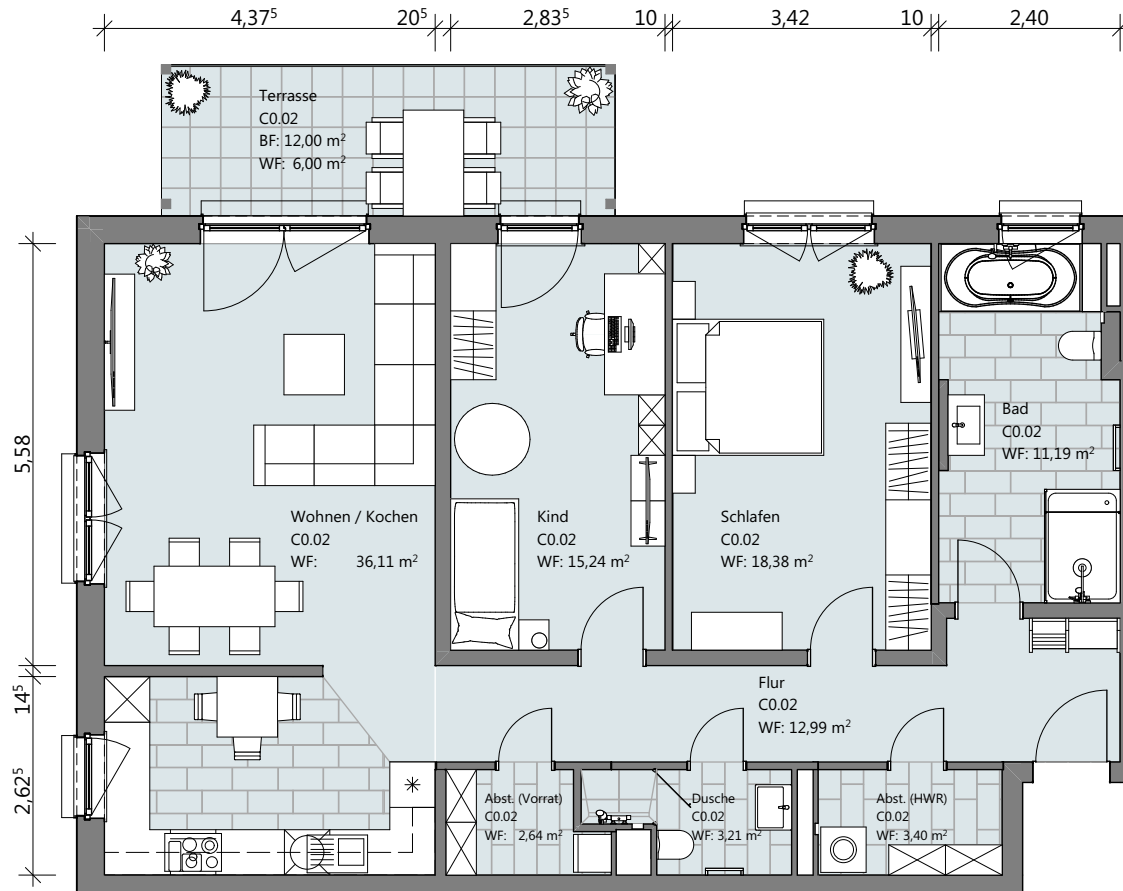 4,37⁵ 20⁵ 2,83⁵ 10 3,42 10 2,40
Terrasse
C0.02
BF: 12,00 m²
WF: 6,00 m²
5,58
14⁵
2,62⁵
Wohnen / Kochen
C0.02
WF: 36,11 m²
Kind
C0.02
WF: 15,24 m²
Schlafen
C0.02
WF: 18,38 m²
Bad
C0.02
WF: 11,19 m²
Flur
C0.02
WF: 12,99 m²
Abst. (Vorrat)
C0.02
WF: 2,64 m²
Dusche
C0.02
WF: 3,21 m²
Abst. (HWR)
C0.02
WF: 3,40 m²